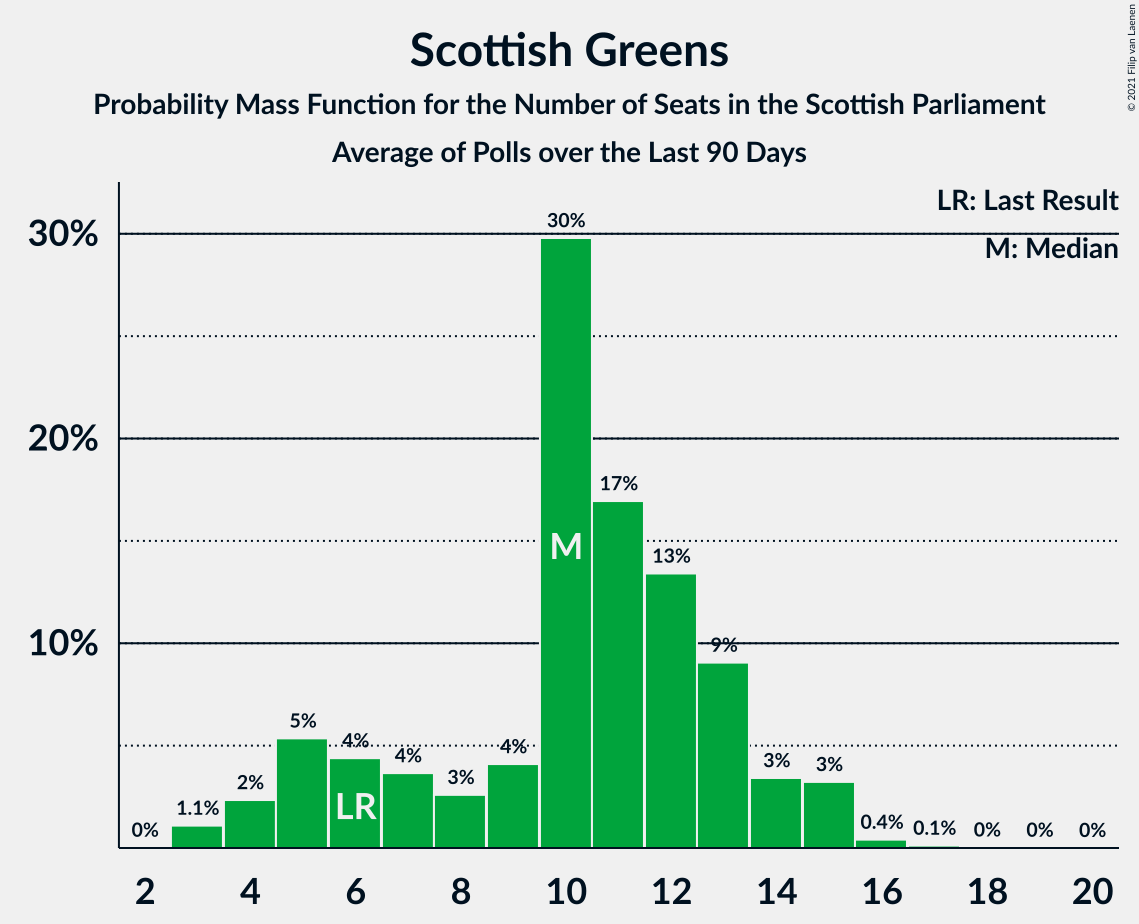 Scottish Greens
Probability Mass Function for the Number of Seats in the Scottish Parliament
Average of Polls over the Last 90 Days
© 2021 Filip van Laenen
LR: Last Result
M: Median
30%
20%
10%
0%
1.1%
2%
5%
4%
4%
3%
4%
30%
17%
13%
9%
3%
3%
0.4%
0.1%
0%
0%
0%
LR
M
2 4 6 8 10 12 14 16 18 20